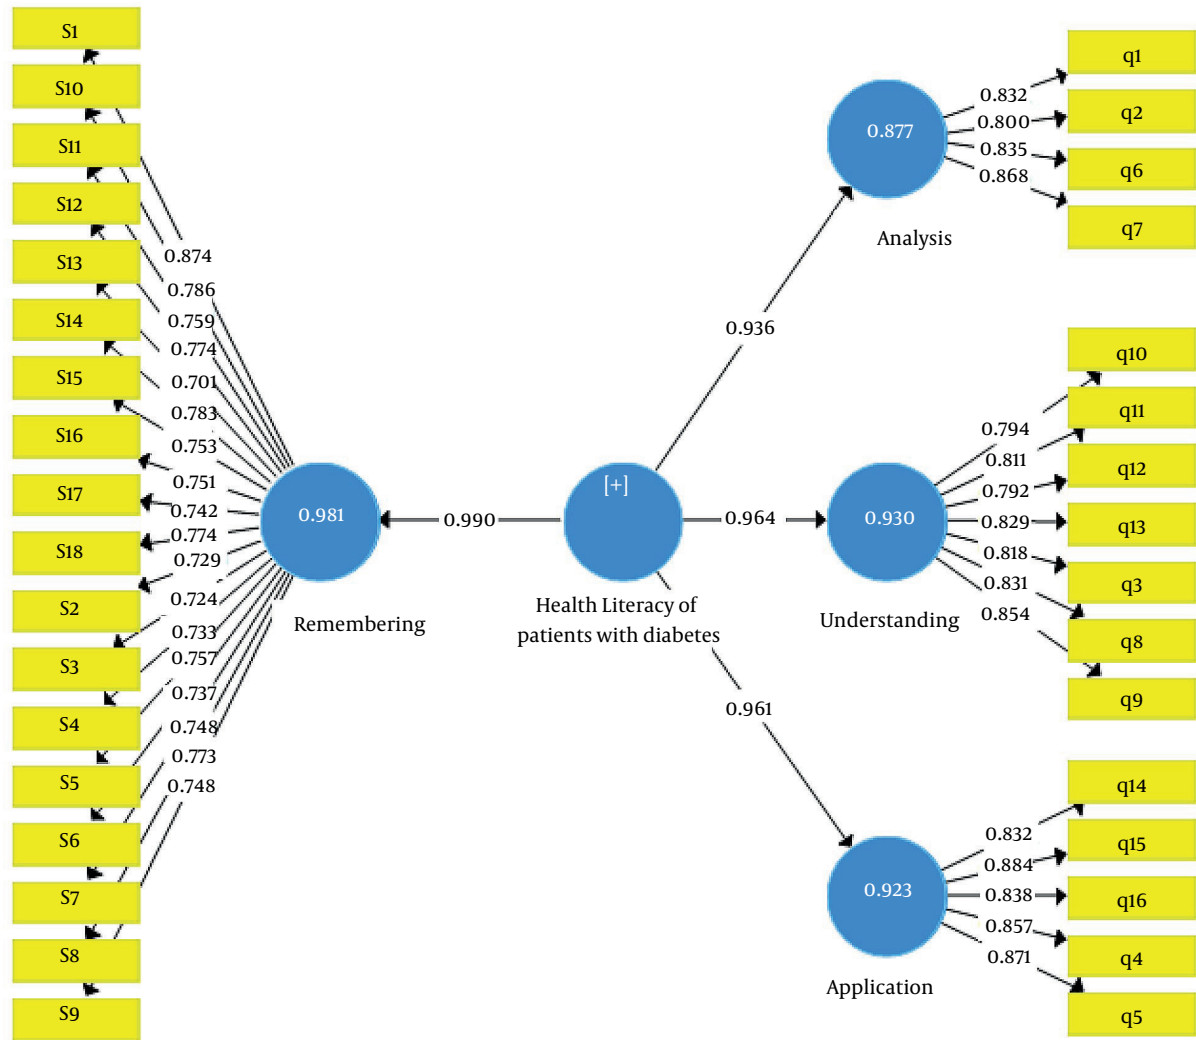 S1
S10
S11
S12
S13
S14
S15
S16
S17
S18
S2
S3
S4
S5
S6
S7
S8
S9
0.874
0.786
0.759
0.774
0.701
0.783
0.753
0.751
0.742
0.774
0.729
0.724
0.733
0.757
0.737
0.748
0.773
0.748
0.981
Remembering
0.990
[+]
Health Literacy of
patients with diabetes
0.936
0.964
0.961
0.877
Analysis
0.832
0.800
0.835
0.868
q1
q2
q6
q7
0.930
Understanding
0.794
0.811
0.792
0.829
0.818
0.831
0.854
q10
q11
q12
q13
q3
q8
q9
0.923
Application
0.832
0.884
0.838
0.857
0.871
q14
q15
q16
q4
q5